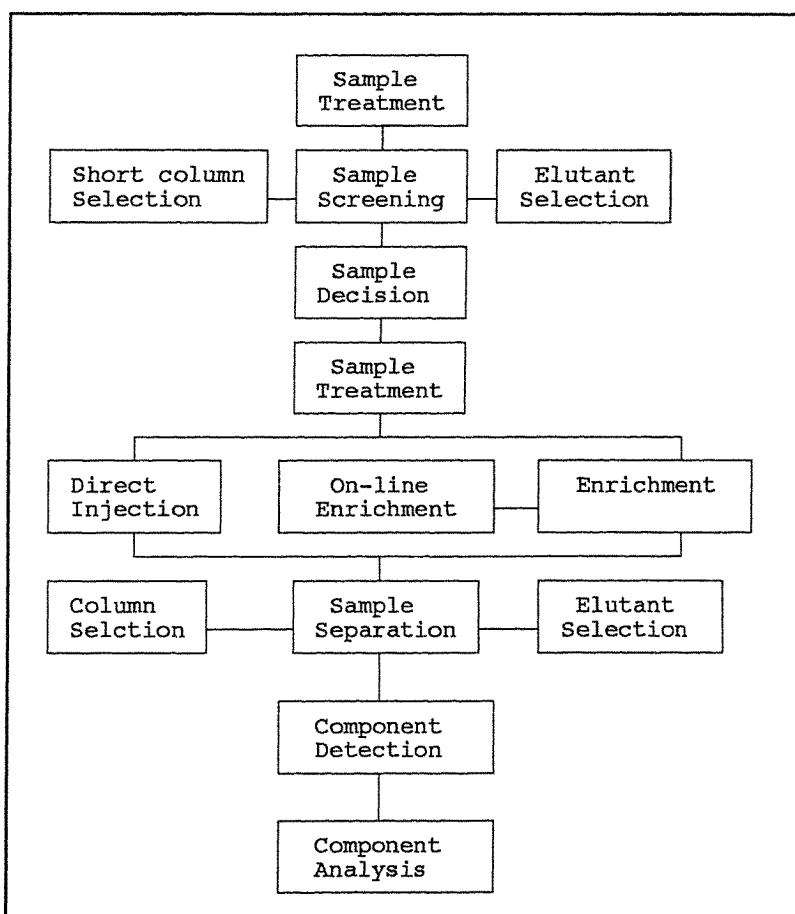 Sample
Treatment
Short column
Selection
Sample
Screening
Elutant
Selection
Sample
Decision
Sample
Treatment
Direct
Injection
On-line
Enrichment
Enrichment
Column
Selction
Sample
Separation
Elutant
Selection
Component
Detection
Component
Analysis